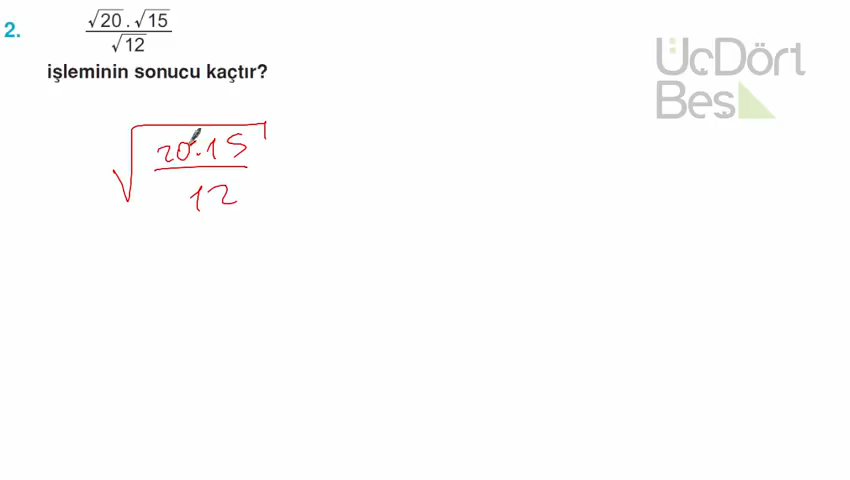 2. √20 . √15
√12
işleminin sonucu kaçtır?
ÜçDört
Beş
√20.15
12